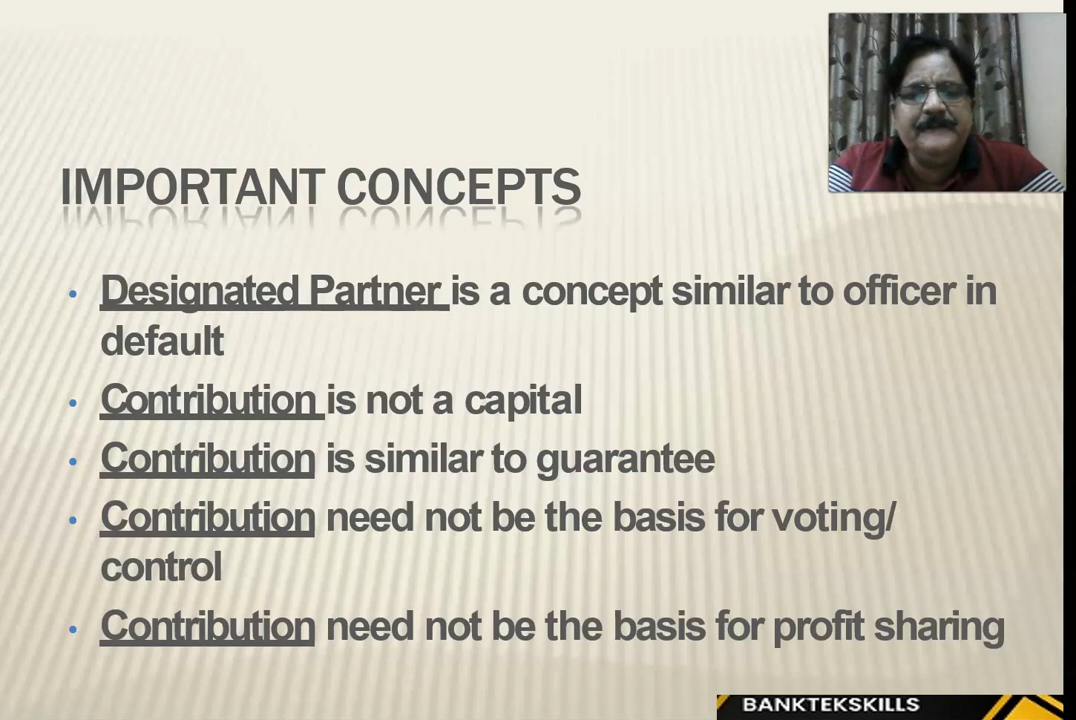 IMPORTANT CONCEPTS
Designated Partner is a concept similar to officer in
default
Contribution is not a capital
Contribution is similar to guarantee
Contribution need not be the basis for voting/
control
Contribution need not be the basis for profit sharing
BANKTEKSKILLS